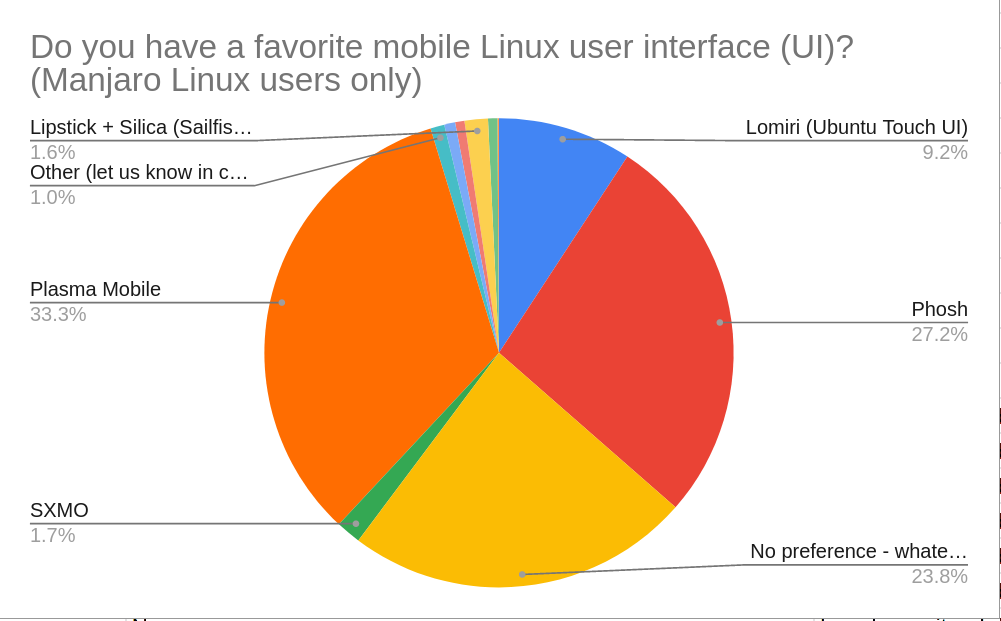 Do you have a favorite mobile Linux user interface (UI)?
(Manjaro Linux users only)
Lipstick + Silica (Sailfis…
1.6%
Other (let us know in c…
1.0%
Plasma Mobile
33.3%
SXMO
1.7%
Lomiri (Ubuntu Touch UI)
9.2%
Phosh
27.2%
No preference - whate…
23.8%